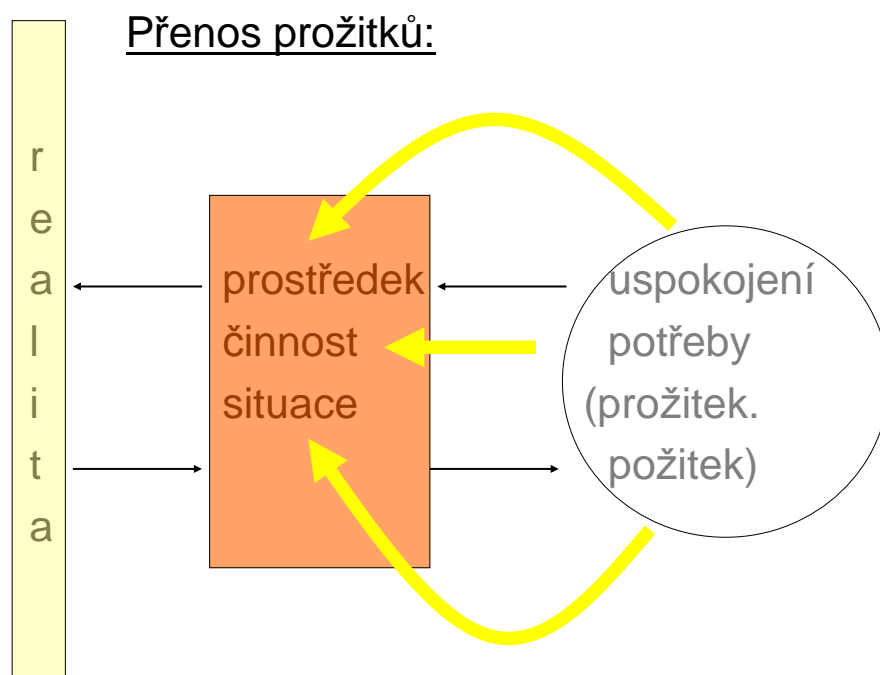 Přenos prožitků:
r
e
a
l
i
t
a
prostředek
činnost
situace
uspokojení
potřeby
(prožitek.
požitek)